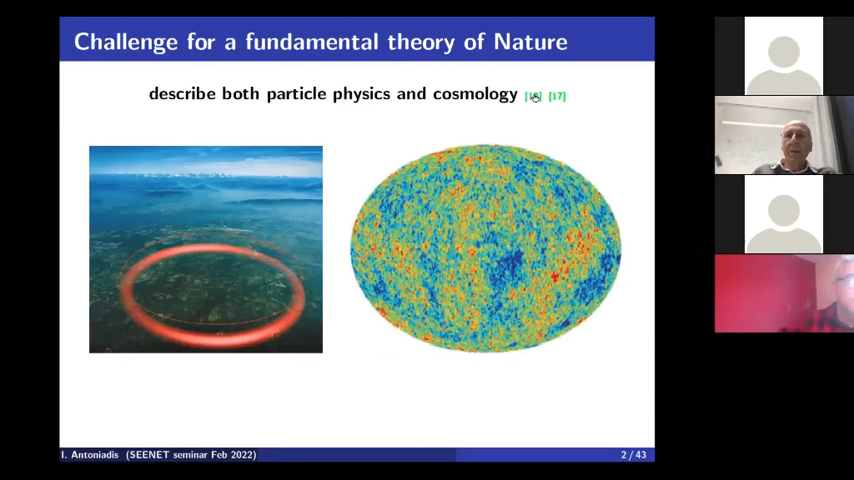 Challenge for a fundamental theory of Nature
describe both particle physics and cosmology [17]
I. Antoniadis (SEENET seminar Feb 2022)
2 / 43